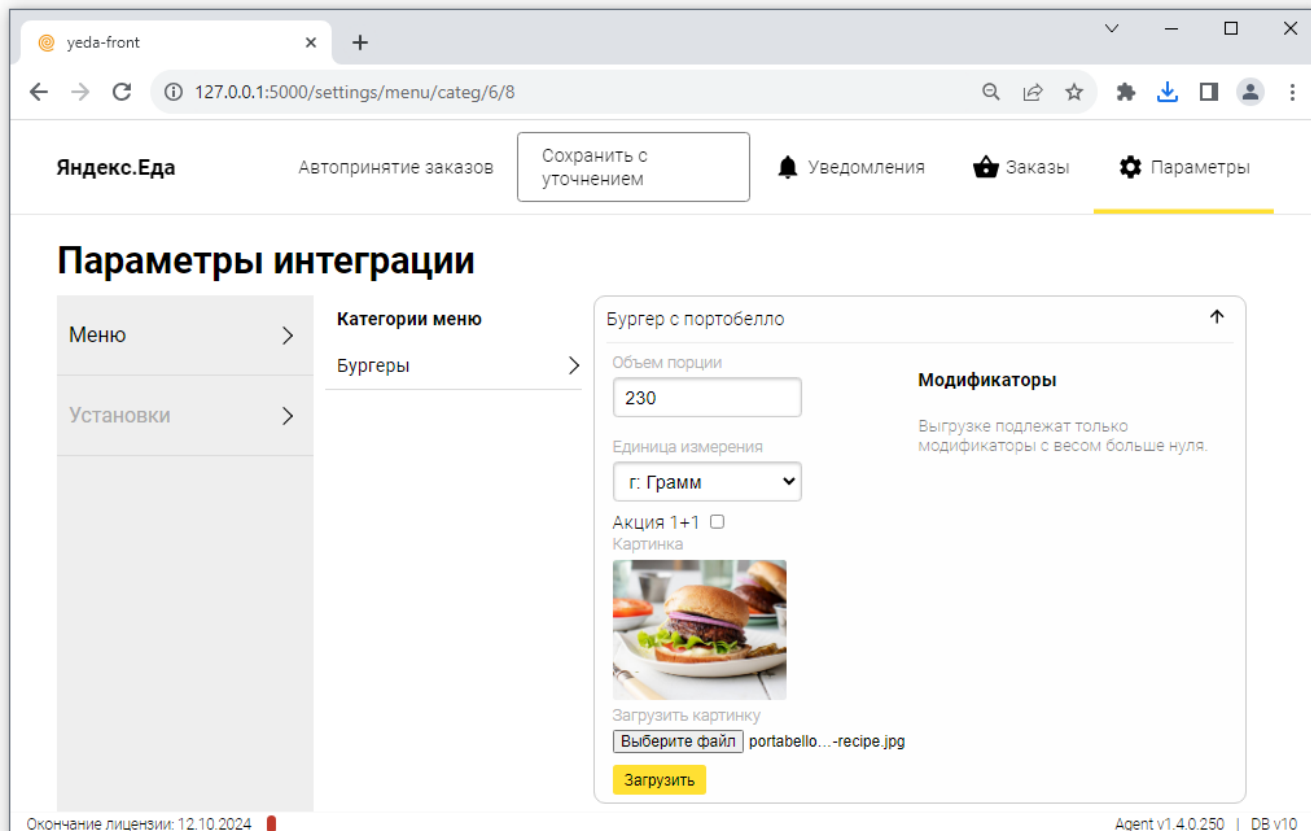 yeda-front
127.0.0.1:5000/settings/menu/categ/6/8
Яндекс.Еда
Автопринятие заказов
Сохранить с
уточнением
Уведомления
Заказы
Параметры
Параметры интеграции
Меню
Установки
Категории меню
Бургеры
Бургер с портобелло
Объем порции
230
Единица измерения
г: Грамм
Акция 1+1
Картинка
Загрузить картинку
Выберите файл portabello...-recipe.jpg
Загрузить
Модификаторы
Выгрузке подлежат только
модификаторы с весом больше нуля.
Окончание лицензии: 12.10.2024
Agent v1.4.0.250 | DB v10